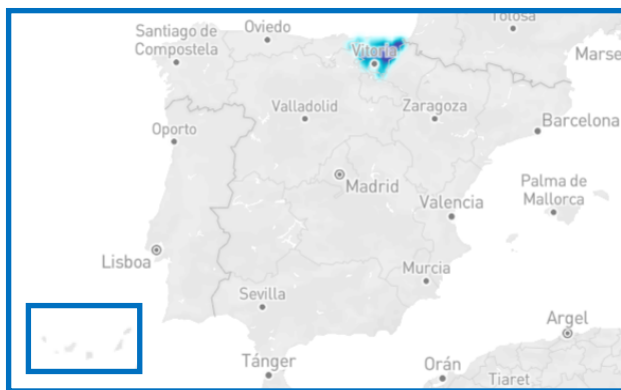 Tolosa
Oviedo
Santiago de
Compostela
Vitoria
Marse
Valladolid
Zaragoza
Barcelona
Oporto
Madrid
Palma de
Mallorca
Valencia
Lisboa
Murcia
Sevilla
Argel
Tánger
Orán
Tiaret